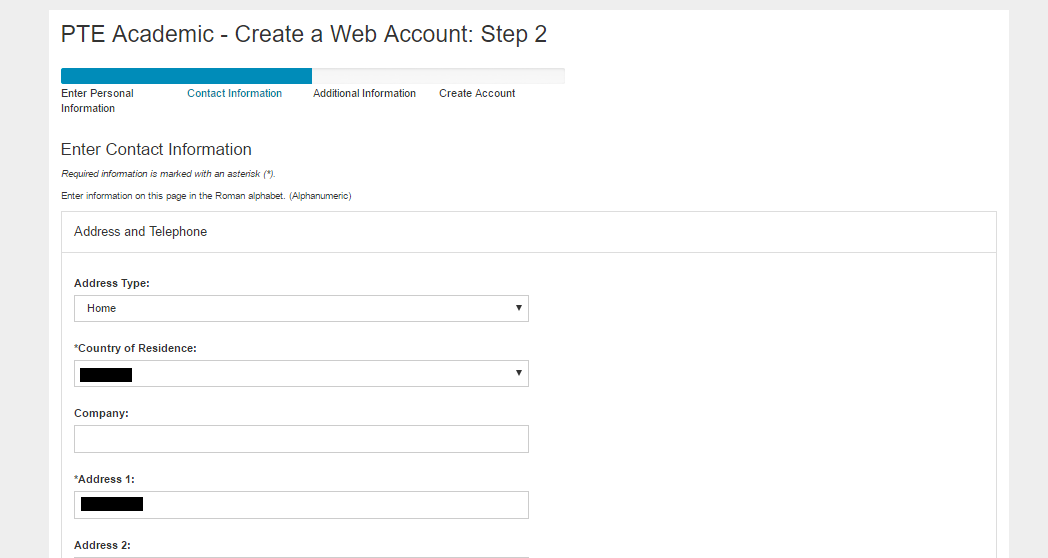 PTE Academic - Create a Web Account: Step 2
Enter Personal Information
Contact Information
Additional Information
Create Account
Enter Contact Information
Required information is marked with an asterisk (*).
Enter information on this page in the Roman alphabet. (Alphanumeric)
Address and Telephone
Address Type:
Home
*Country of Residence:
Company:
*Address 1:
Address 2: